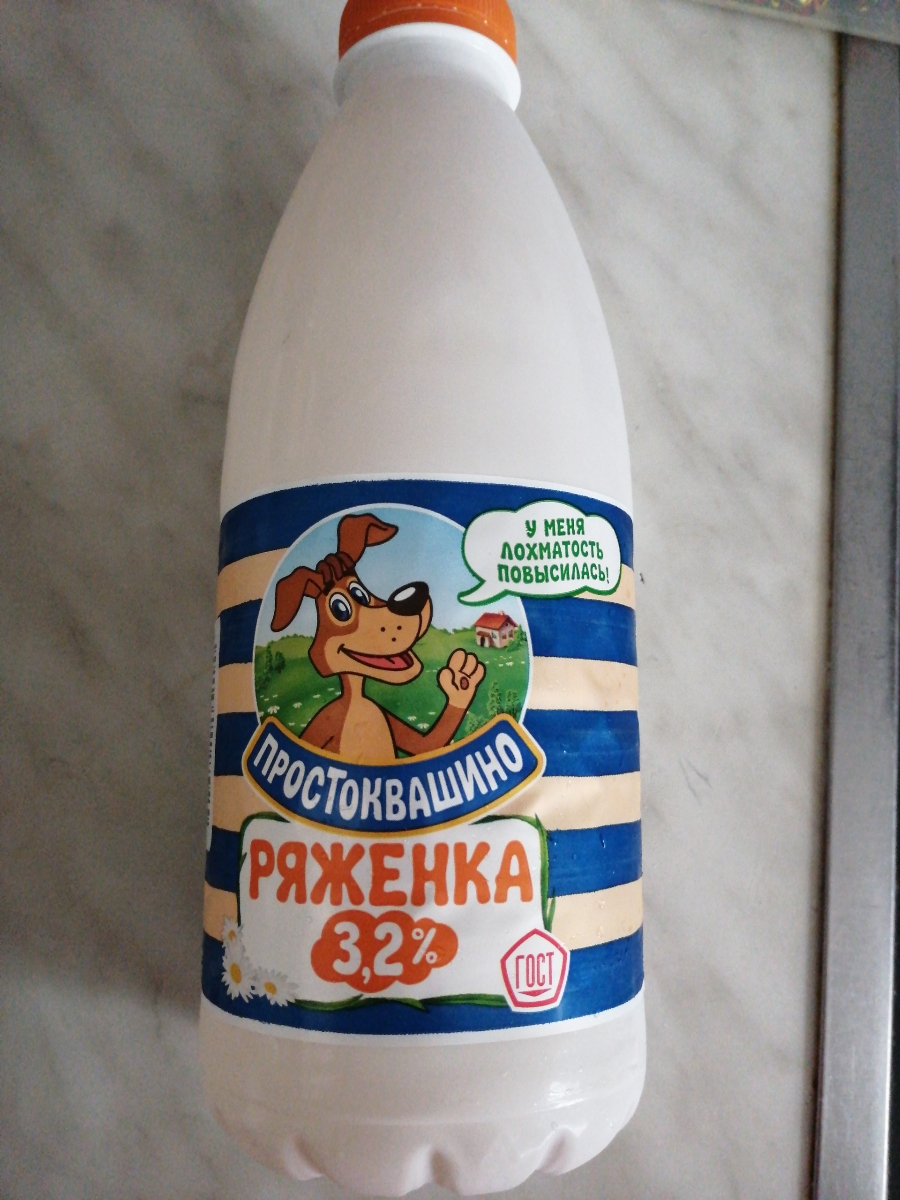 У МЕНЯ
ЛОХМАТОСТЬ
ПОВЫСИЛАСЬ!
ПРОСТОКВАШИНО
РЯЖЕНКА
3,2%
ГОСТ